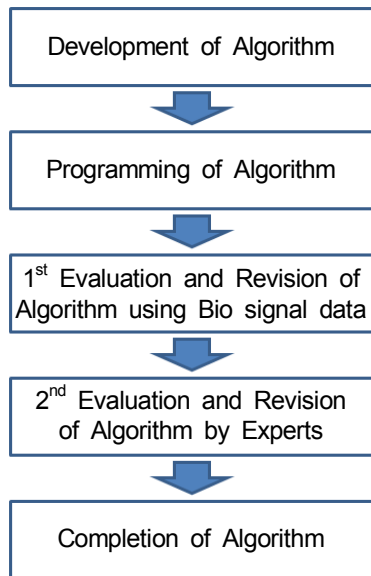 Development of Algorithm
Programming of Algorithm
1st Evaluation and Revision of
Algorithm using Bio signal data
2nd Evaluation and Revision
of Algorithm by Experts
Completion of Algorithm